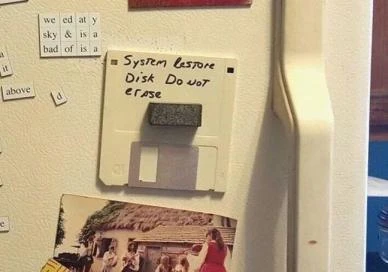 we ed at y
sky & is a
bad of is a
it
above
d
System Restore
Disk Do NOT
erase